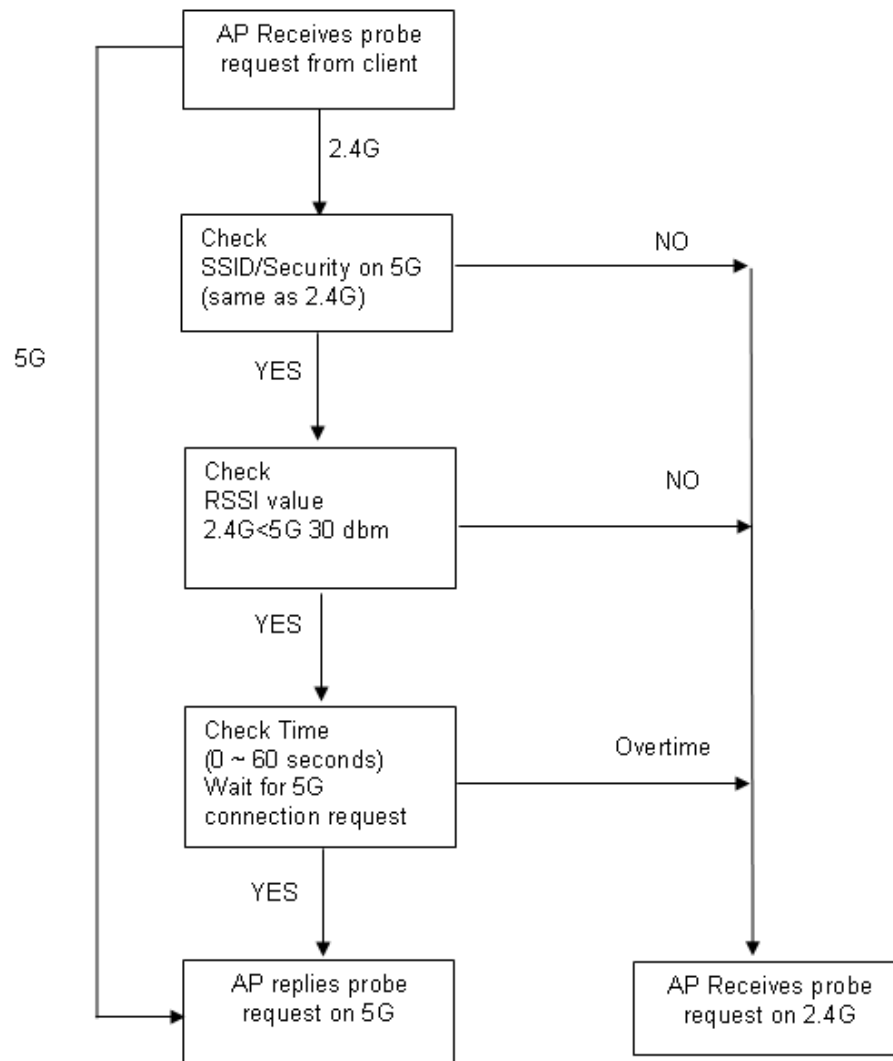 AP Receives probe
request from client
2.4G
Check
SSID/Security on 5G
(same as 2.4G)
NO
5G
YES
Check
RSSI value
2.4G<5G 30 dbm
NO
YES
Check Time
(0 ~ 60 seconds)
Wait for 5G
connection request
Overtime
YES
AP replies probe
request on 5G
AP Receives probe
request on 2.4G